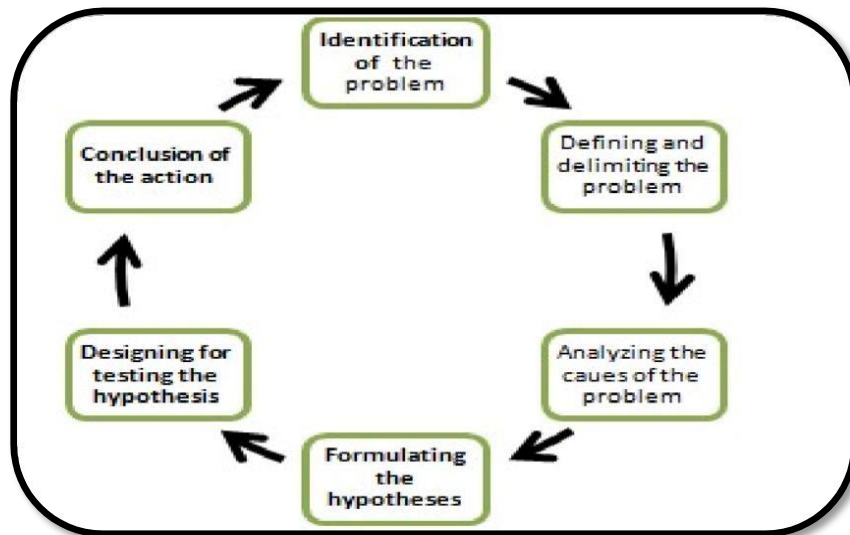 Identification
of the
problem
Defining and
delimiting the
problem
Analyzing the
caues of the
problem
Formulating
the
hypotheses
Designing for
testing the
hypothesis
Conclusion of
the action